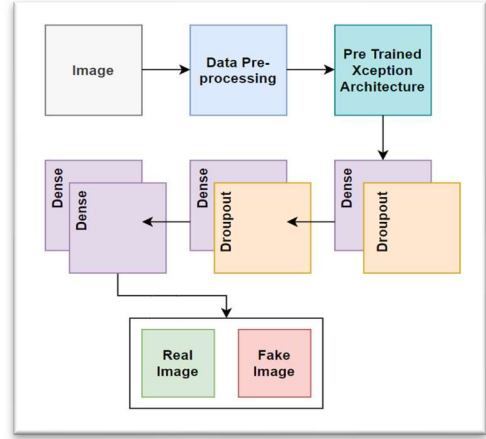 Image
Data Pre-
processing
Pre Trained
Xception
Architecture
Dense
Dense
Dense
Droupout
Dense
Droupout
Real
Image
Fake
Image